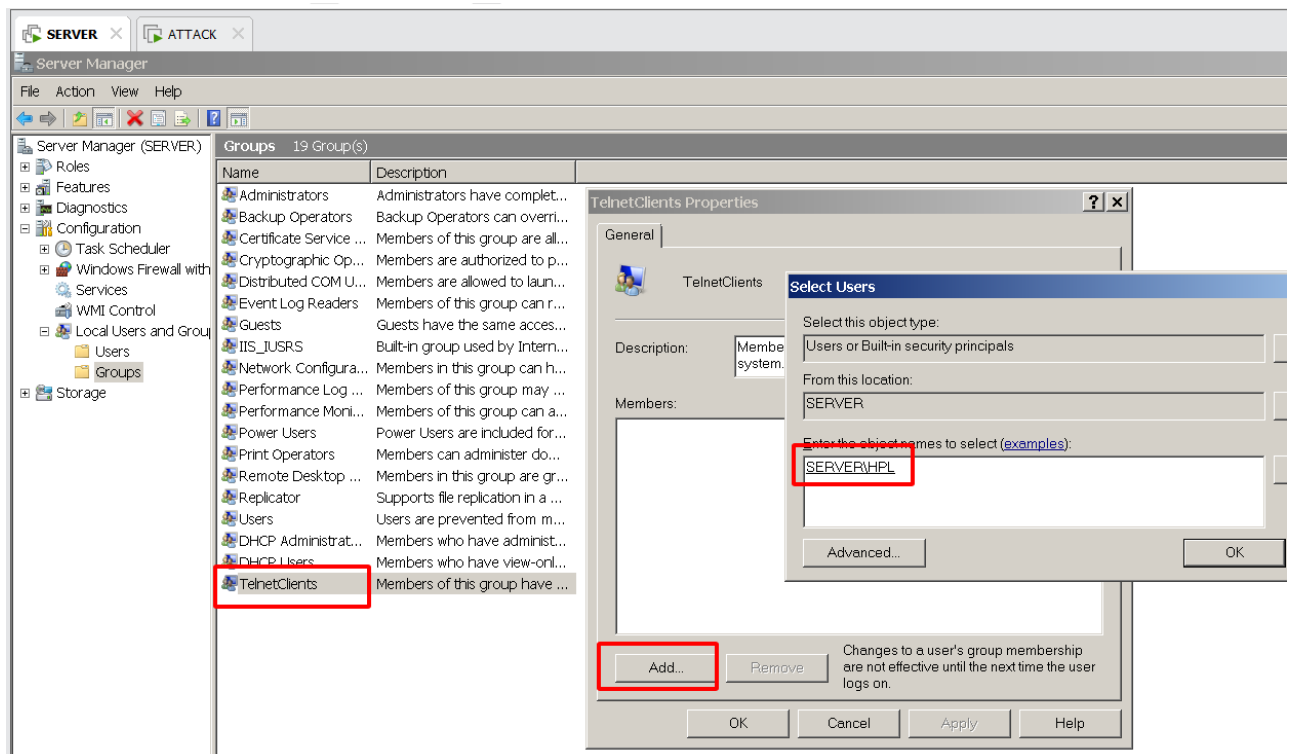 SERVER
ATTACK
Server Manager
File Action View Help
Server Manager (SERVER)
Roles
Features
Diagnostics
Configuration
Task Scheduler
Windows Firewall with
Services
WMI Control
Local Users and Grou
Users
Groups
Storage
Groups 19 Group(s)
Name Description
Administrators Administrators have complet...
Backup Operators Backup Operators can overri...
Certificate Service ... Members of this group are all...
Cryptographic Op... Members are authorized to p...
Distributed COM U... Members are allowed to laun...
Event Log Readers Members of this group can r...
Guests Guests have the same acces...
IIS_IUSRS Built-in group used by Intern...
Network Configura... Members in this group can h...
Performance Log ... Members of this group may ...
Performance Moni... Members of this group can a...
Power Users Power Users are included for...
Print Operators Members can administer do...
Remote Desktop ... Members in this group are gr...
Replicator Supports file replication in a ...
Users Users are prevented from m...
DHCP Administrat... Members who have administ...
DHCP Users Members who have view-onl...
TelnetClients Members of this group have ...
TelnetClients Properties
General
TelnetClients
Description:
Membe
system.
Members:
Add...
Remove
Changes to a user's group membership
are not effective until the next time the user
logs on.
OK Cancel Apply Help
Select Users
Select this object type:
Users or Built-in security principals
From this location:
SERVER
Enter the object names to select (examples):
SERVER\HPL
Advanced...
OK